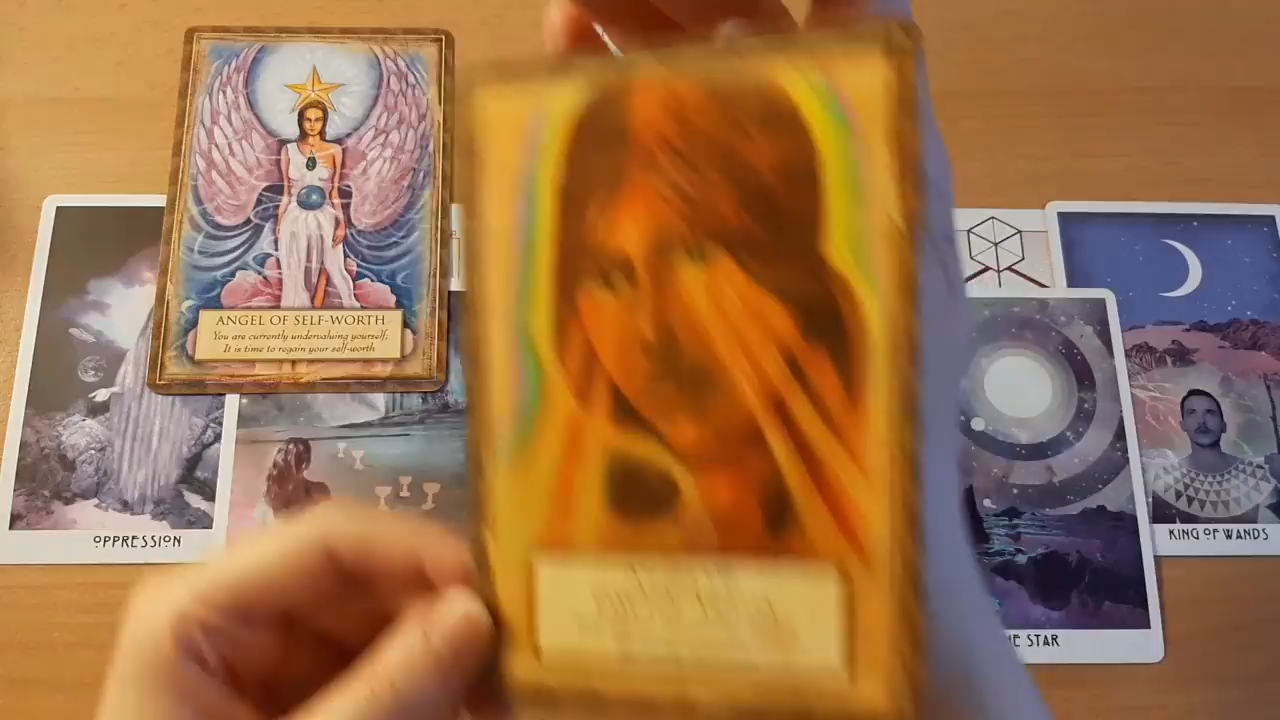 ANGEL OF SELF-WORTH
You are currently undervaluing yourself;
It is time to regain your self-worth
OPPRESSION
KING OF WANDS
STAR